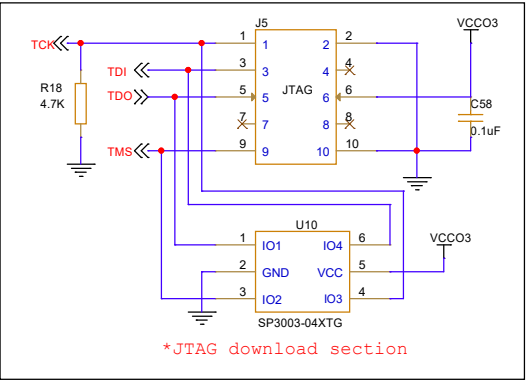 J5
VCCO3
TCK
1 1 2 2
TDI
3 3 4 4
R18
4.7K
JTAG
TDO
5 5 6 6
C58
0.1uF
7 7 8 8
TMS
9 9 10 10
U10
VCCO3
1 IO1 IO4 6
2 GND VCC 5
3 IO2 IO3 4
SP3003-04XTG
*JTAG download section